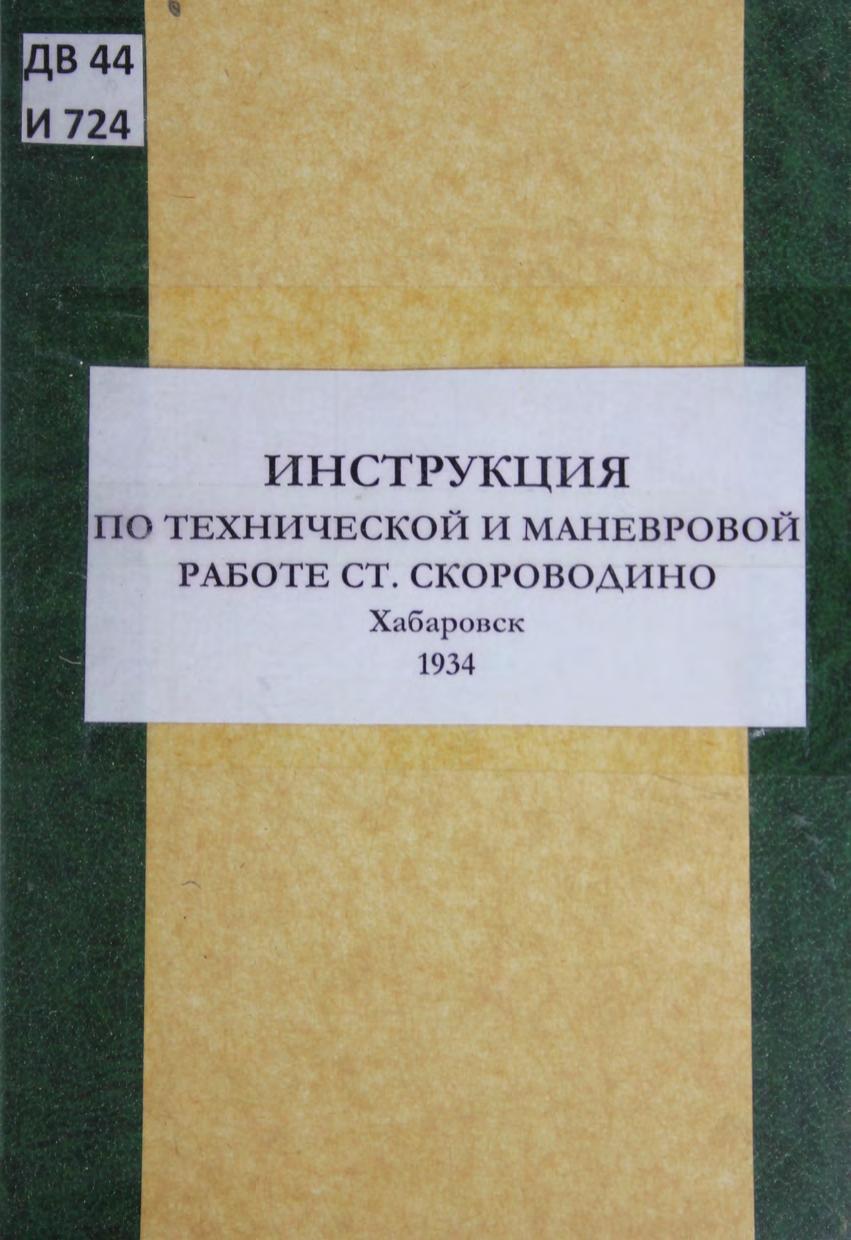 ДВ 44
И 724
ИНСТРУКЦИЯ
ПО ТЕХНИЧЕСКОЙ И МАНЕВРОВОЙ
РАБОТЕ СТ. СКОРОВОДИНО
Хабаровск
1934